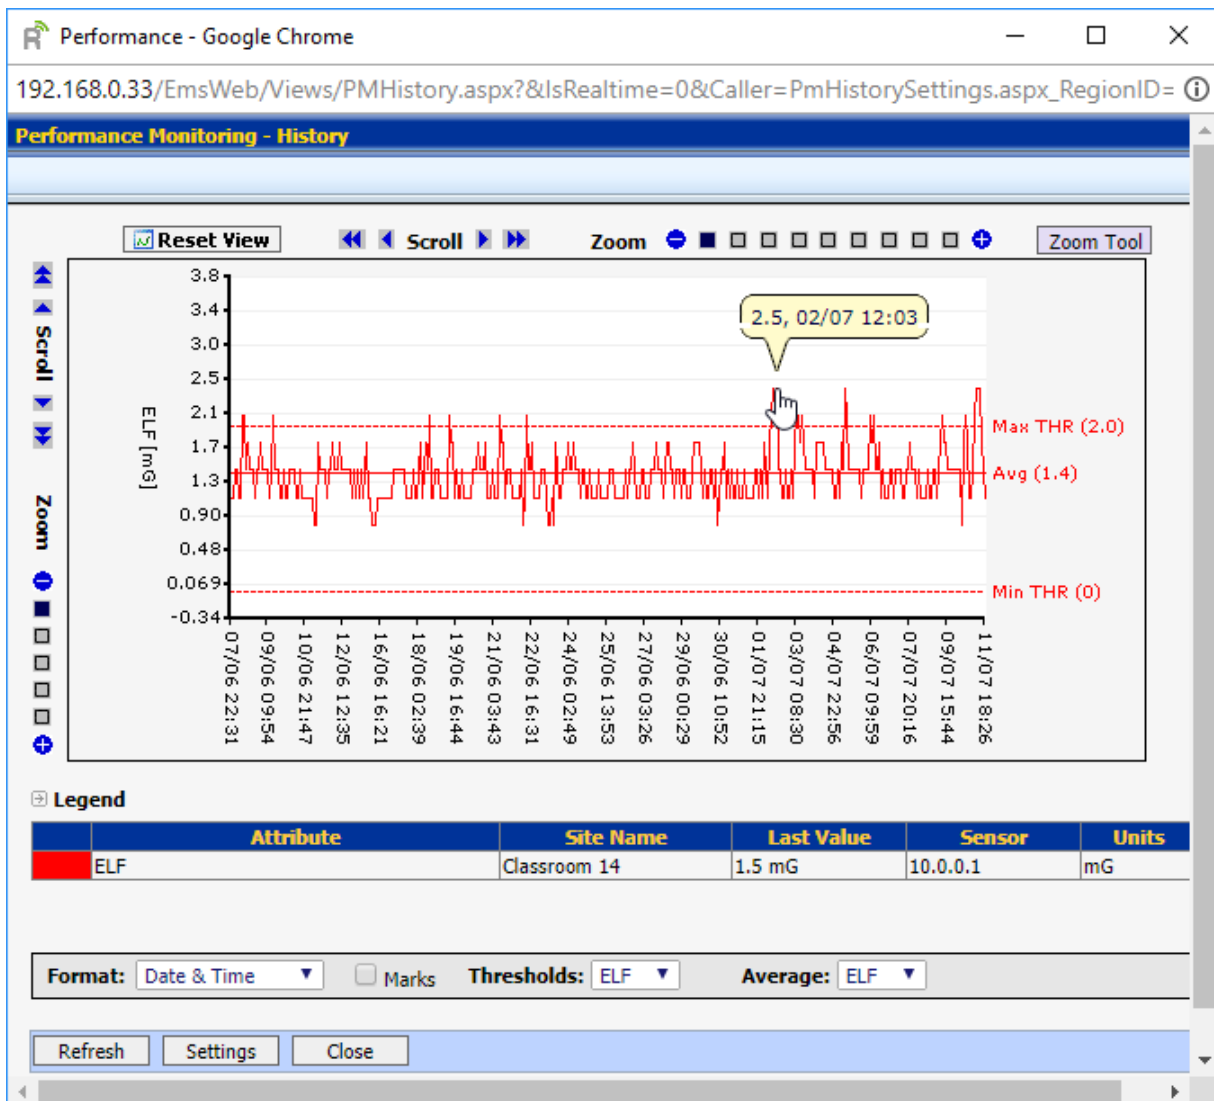 Performance - Google Chrome
192.168.0.33/EmsWeb/Views/PMHistory.aspx?&IsRealtime=0&Caller=PmHistorySettings.aspx_RegionID=
Performance Monitoring - History
Reset View
Scroll
Zoom
Zoom Tool
Scroll
Zoom
ELF [mG]
3.8
3.4
3.0
2.5
2.1
1.7
1.3
0.90
0.48
0.069
-0.34
2.5, 02/07 12:03
Max THR (2.0)
Avg (1.4)
Min THR (0)
07/06 22:31
09/06 09:54
10/06 21:47
12/06 12:35
16/06 16:21
18/06 02:39
19/06 16:44
21/06 03:43
22/06 16:31
24/06 02:49
25/06 13:53
27/06 03:26
29/06 00:29
30/06 10:52
01/07 21:15
03/07 08:30
04/07 22:56
06/07 09:59
07/07 20:16
09/07 15:44
11/07 18:26
Legend
Attribute Site Name Last Value Sensor Units
ELF Classroom 14 1.5 mG 10.0.0.1 mG
Format: Date & Time Marks Thresholds: ELF Average: ELF
Refresh Settings Close